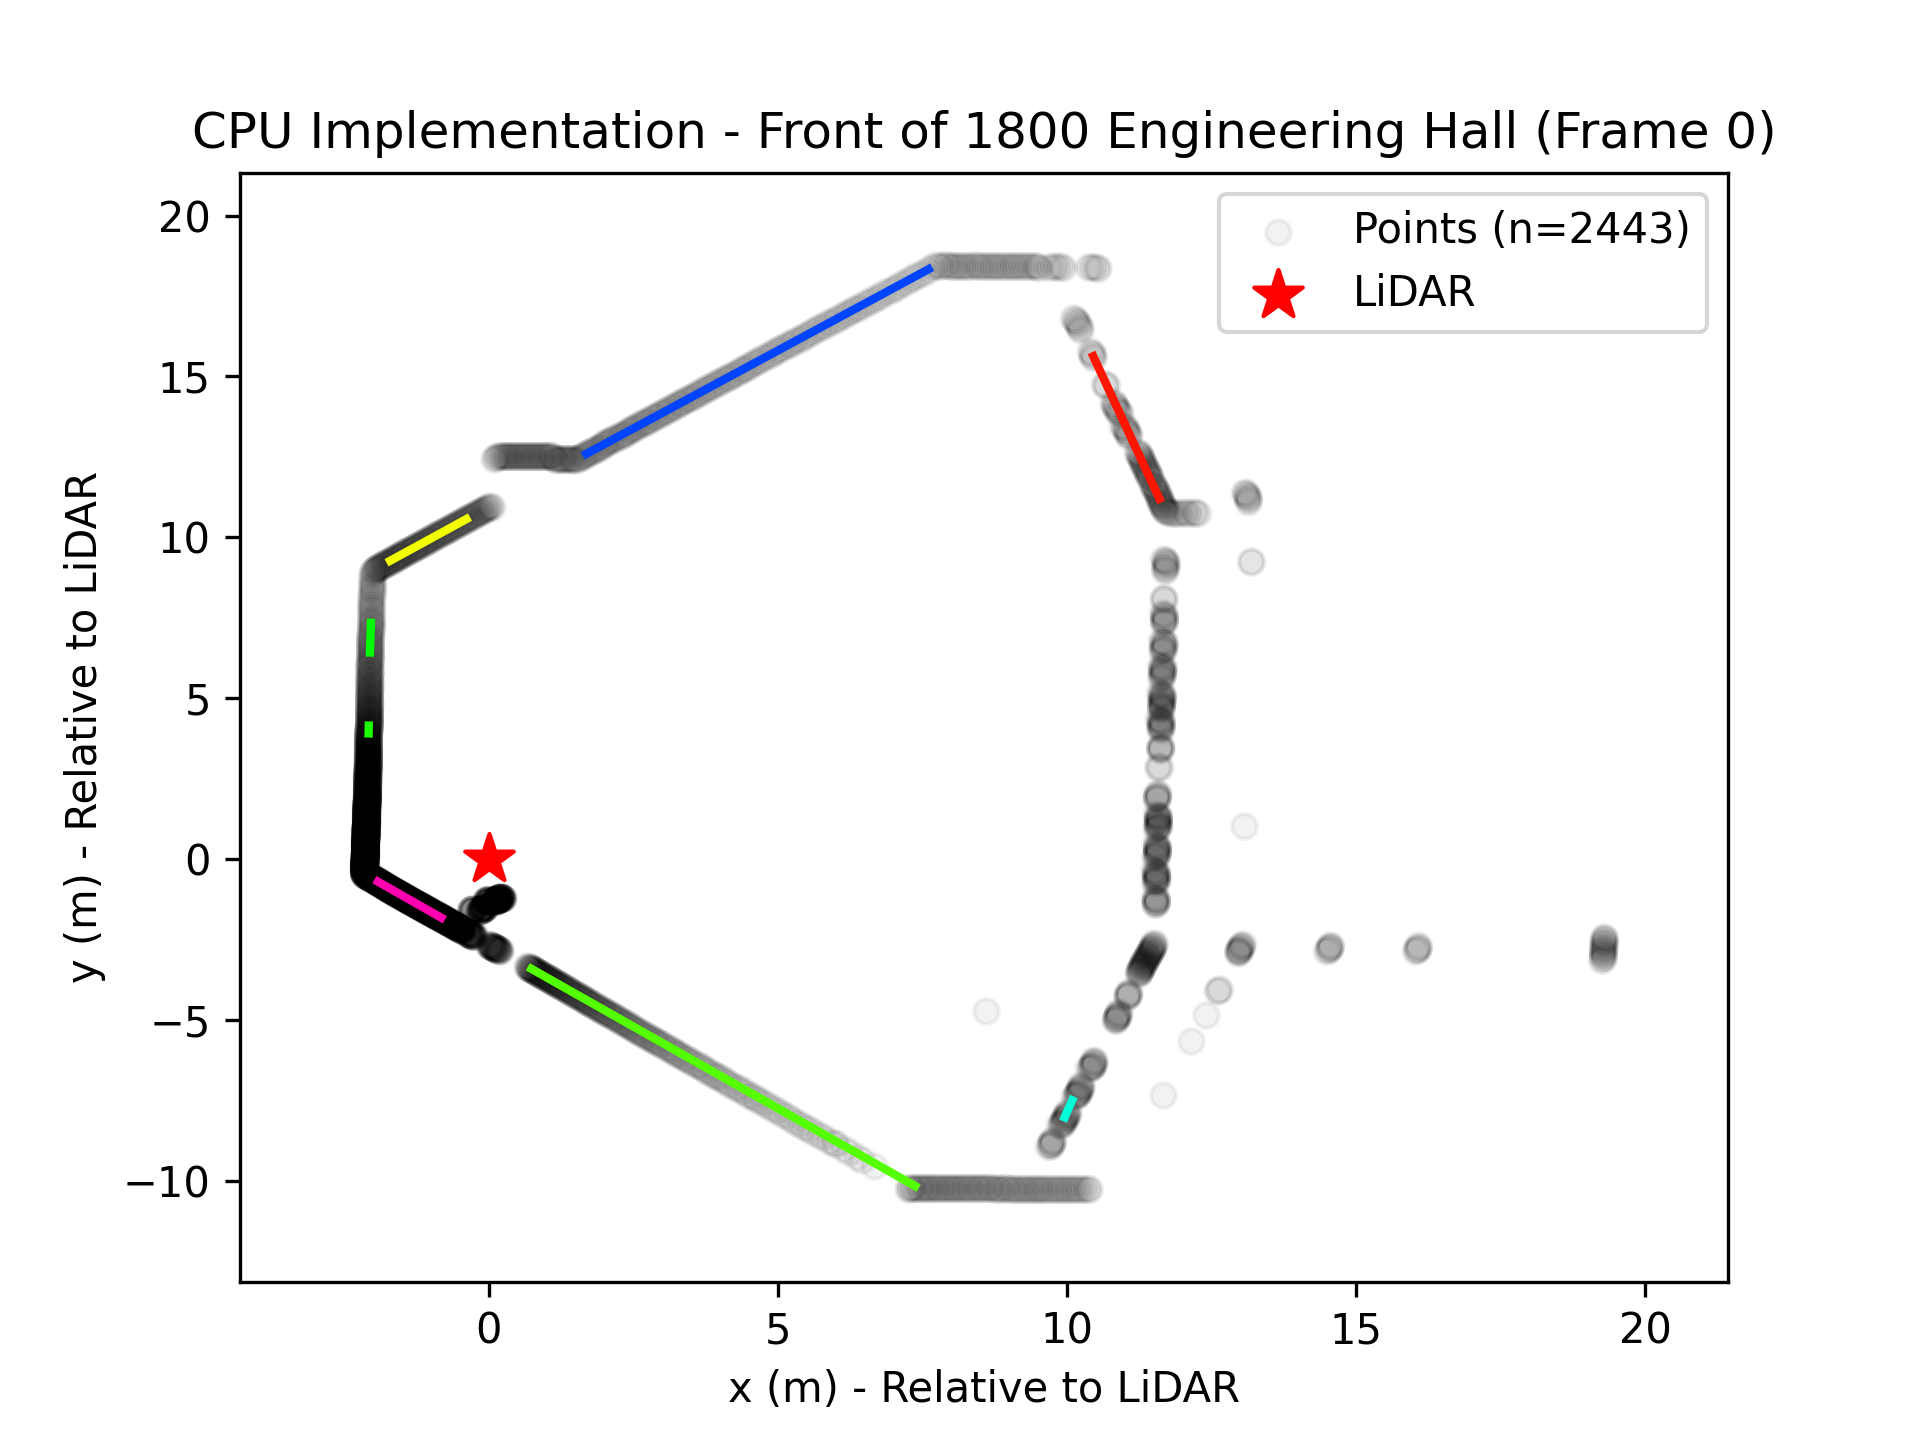 CPU Implementation - Front of 1800 Engineering Hall (Frame 0)
Points (n=2443)
LiDAR
y (m) - Relative to LiDAR
20
15
10
5
0
−5
−10
0 5 10 15 20
x (m) - Relative to LiDAR